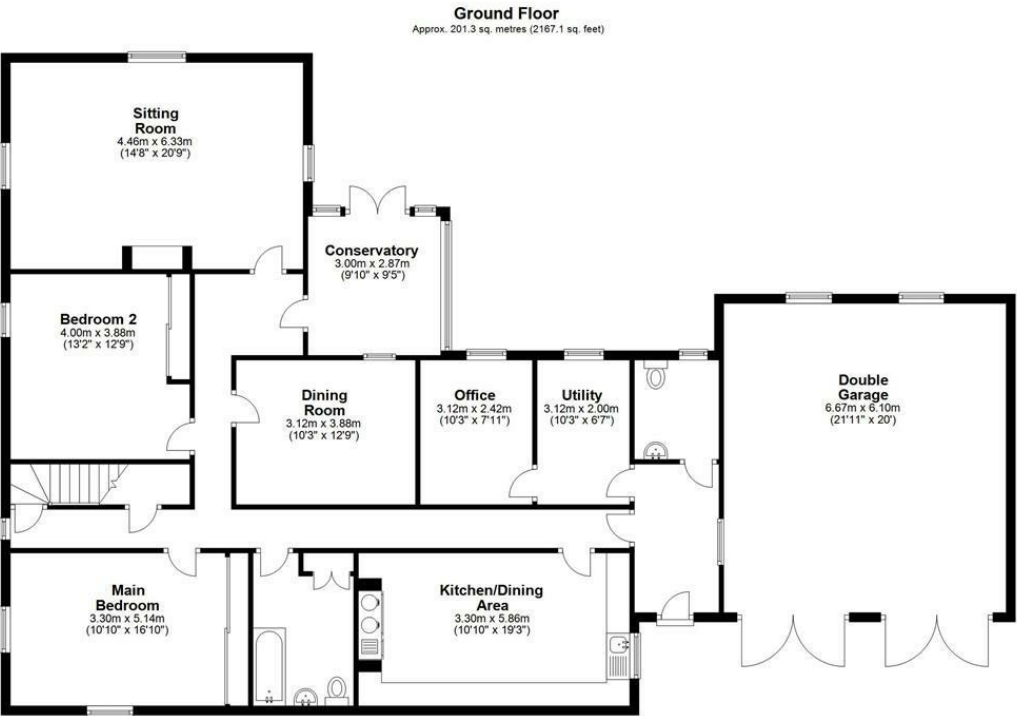 Ground Floor
Approx. 201.3 sq. metres (2167.1 sq. feet)
Sitting
Room
4.46m x 6.33m
(14'8" x 20'9")
Conservatory
3.00m x 2.87m
(9'10" x 9'5")
Bedroom 2
4.00m x 3.88m
(13'2" x 12'9")
Dining
Room
3.12m x 3.88m
(10'3" x 12'9")
Office
3.12m x 2.42m
(10'3" x 7'11")
Utility
3.12m x 2.00m
(10'3" x 6'7")
Double
Garage
6.67m x 6.10m
(21'11" x 20')
Main
Bedroom
3.30m x 5.14m
(10'10" x 16'10")
Kitchen/Dining
Area
3.30m x 5.86m
(10'10" x 19'3")